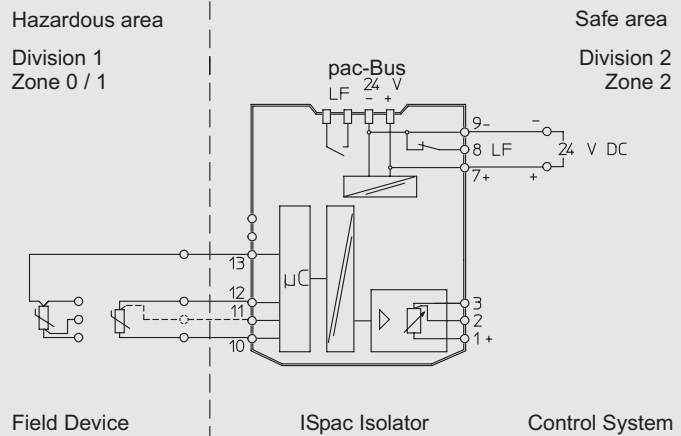 Hazardous area
Safe area
Division 1
Zone 0 / 1
Division 2
Zone 2
pac-Bus
LF 24 V
- +
9-
8 LF
7+
-
24 V DC
+
13
12
11
10
µC
3
2
1+
Field Device
ISpac Isolator
Control System